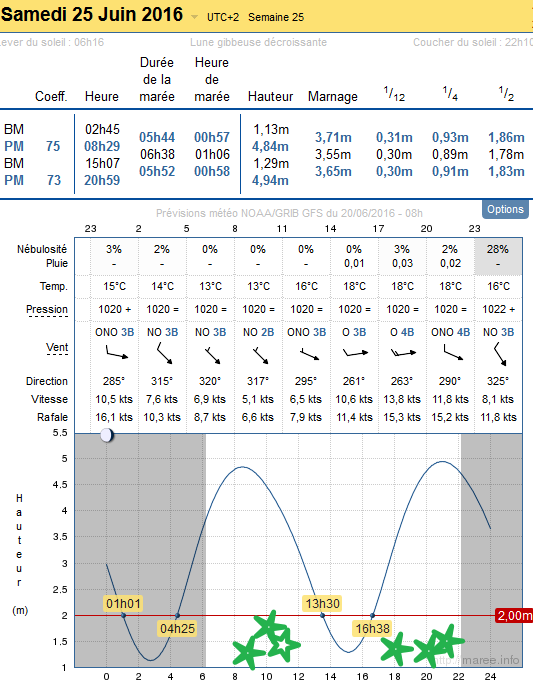 Samedi 25 Juin 2016 UTC+2 Semaine 25
ever du soleil : 06h16 Lune gibbeuse décroissante Coucher du soleil : 22h10
Durée Heure
de la de
Coeff. Heure marée marée Hauteur Marnage 1/12 1/4 1/2
BM 02h45 1,13m
05h44 00h57 3,71m 0,31m 0,93m 1,86m
PM 75 08h29 4,84m
06h38 01h06 3,55m 0,30m 0,89m 1,78m
BM 15h07 1,29m
05h52 00h58 3,65m 0,30m 0,91m 1,83m
PM 73 20h59 4,94m
Options
Prévisions météo NOAA/GRIB GFS du 20/06/2016 - 08h
23 2 5 8 11 14 17 20 23
Nébulosité 3% 2% 0% 0% 0% 0% 3% 2% 28%
Pluie - - - - - 0,01 0,03 0,02 -
Temp. 15°C 14°C 13°C 13°C 16°C 18°C 18°C 18°C 16°C
Pression 1020 + 1020 = 1020 = 1020 = 1020 = 1020 = 1020 = 1020 = 1022 +
ONO 3B NO 3B NO 3B NO 2B ONO 3B O 3B O 4B ONO 4B NO 3B
Vent
Direction 285° 315° 320° 317° 295° 261° 263° 290° 325°
Vitesse 10,5 kts 7,6 kts 6,9 kts 5,1 kts 6,5 kts 10,6 kts 13,8 kts 11,8 kts 8,1 kts
Rafale 16,1 kts 10,3 kts 8,7 kts 6,6 kts 7,9 kts 11,4 kts 15,3 kts 15,2 kts 11,8 kts
5.5
5
4.5
4
3.5
3
2.5
2
1.5
1
Hauteur
(m)
01h01 13h30
2,00m
04h25 16h38
maree.info
0 2 4 6 8 10 12 14 16 18 20 22 24